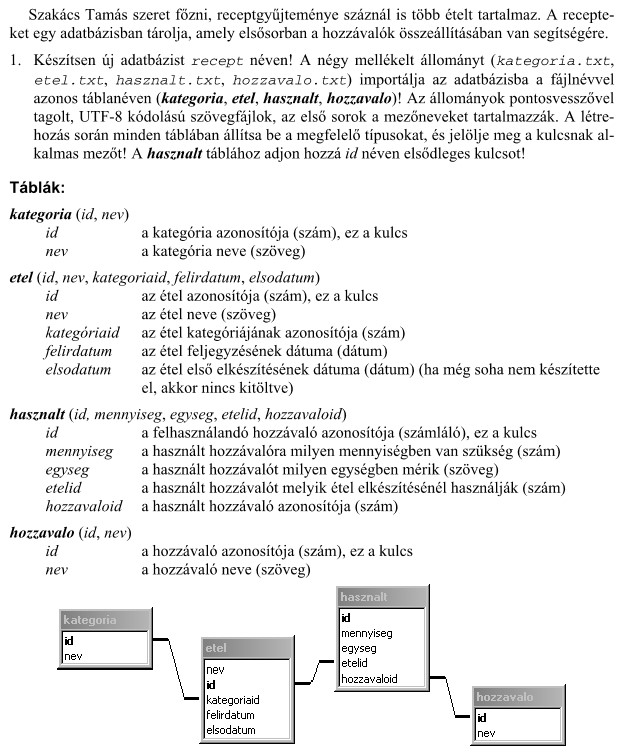 Szakács Tamás szeret főzni, receptgyűjteménye száznál is több ételt tartalmaz. A recepte-
ket egy adatbázisban tárolja, amely elsősorban a hozzávalók összeállításában van segítségére.
1. Készítsen új adatbázist recept néven! A négy mellékelt állományt (kategoria.txt,
etel.txt, hasznalt.txt, hozzavalo.txt) importálja az adatbázisba a fájlnévvel
azonos táblanéven (kategoria, etel, hasznalt, hozzavalo)! Az állományok pontosvesszővel
tagolt, UTF-8 kódolású szövegfájlok, az első sorok a mezőneveket tartalmazzák. A létre-
hozás során minden táblában állítsa be a megfelelő típusokat, és jelölje meg a kulcsnak al-
kalmas mezőt! A hasznalt táblához adjon hozzá id néven elsődleges kulcsot!
Táblák:
kategoria (id, nev)
id a kategória azonosítója (szám), ez a kulcs
nev a kategória neve (szöveg)
etel (id, nev, kategoriaid, felirdatum, elsodatum)
id az étel azonosítója (szám), ez a kulcs
nev az étel neve (szöveg)
kategóriaid az étel kategóriájának azonosítója (szám)
felirdatum az étel feljegyzésének dátuma (dátum)
elsodatum az étel első elkészítésének dátuma (dátum) (ha még soha nem készítette
el, akkor nincs kitöltve)
hasznalt (id, mennyiseg, egyseg, etelid, hozzavaloid)
id a felhasználandó hozzávaló azonosítója (számláló), ez a kulcs
mennyiseg a használt hozzávalóra milyen mennyiségben van szükség (szám)
egyseg a használt hozzávalót milyen egységben mérik (szöveg)
etelid a használt hozzávalót melyik étel elkészítésénél használják (szám)
hozzavaloid a használt hozzávaló azonosítója (szám)
hozzavalo (id, nev)
id a hozzávaló azonosítója (szám), ez a kulcs
nev a hozzávaló neve (szöveg)
kategoria
id
nev
etel
nev
id
kategoriaid
felirdatum
elsodatum
hasznalt
id
mennyiseg
egyseg
etelid
hozzavaloid
hozzavalo
id
nev